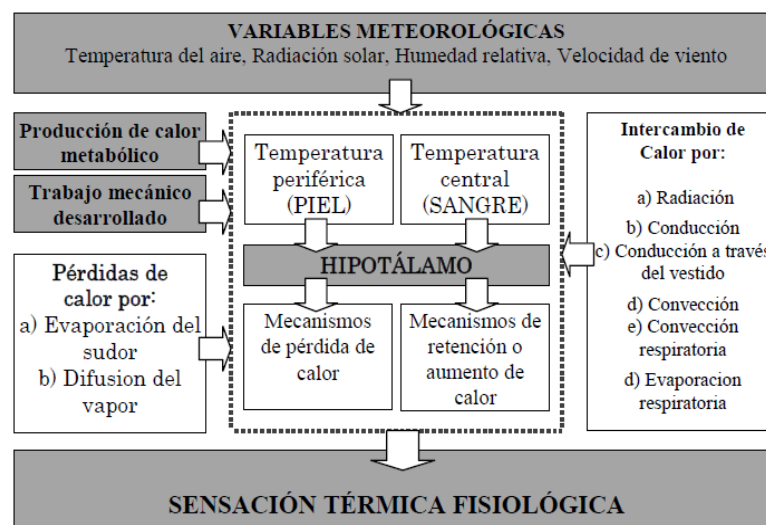 VARIABLES METEOROLÓGICAS
Temperatura del aire, Radiación solar, Humedad relativa, Velocidad de viento
Producción de calor
metabólico
Trabajo mecánico
desarrollado
Pérdidas de
calor por:
a) Evaporación del
sudor
b) Difusion del
vapor
Temperatura
periférica
(PIEL)
Temperatura
central
(SANGRE)
HIPOTÁLAMO
Mecanismos
de pérdida de
calor
Mecanismos de
retención o
aumento de
calor
Intercambio de
Calor por:
a) Radiación
b) Conducción
c) Conducción a través
del vestido
d) Convección
e) Convección
respiratoria
d) Evaporacion
respiratoria
SENSACIÓN TÉRMICA FISIOLÓGICA